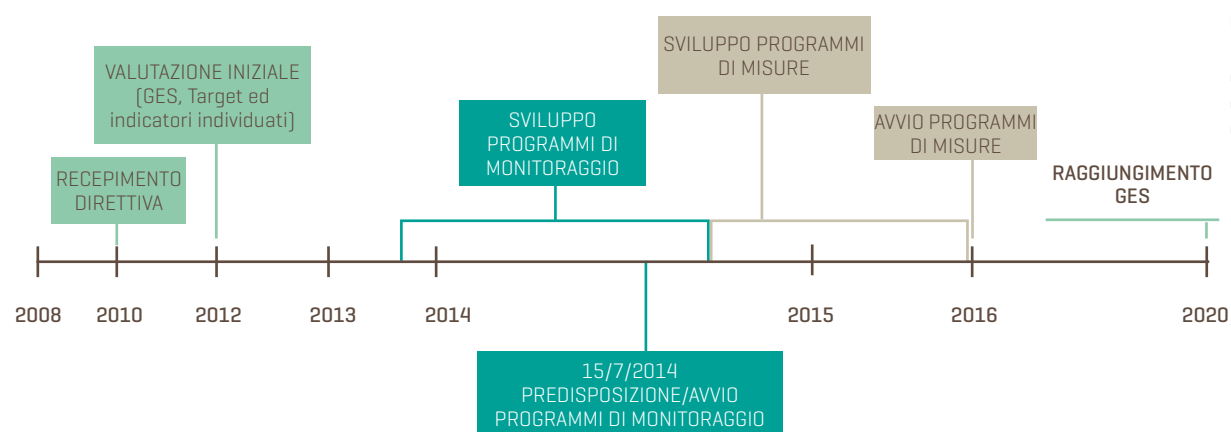 SVILUPPO PROGRAMMI
DI MISURE
VALUTAZIONE INIZIALE
(GES, Target ed
indicatori individuati)
SVILUPPO
PROGRAMMI DI
MONITORAGGIO
AVVIO PROGRAMMI
DI MISURE
RECEPIMENTO
DIRETTIVA
RAGGIUNGIMENTO
GES
2008 2010 2012 2013 2014 2015 2016 2020
15/7/2014
PREDISPOSIZIONE/AVVIO
PROGRAMMI DI MONITORAGGIO